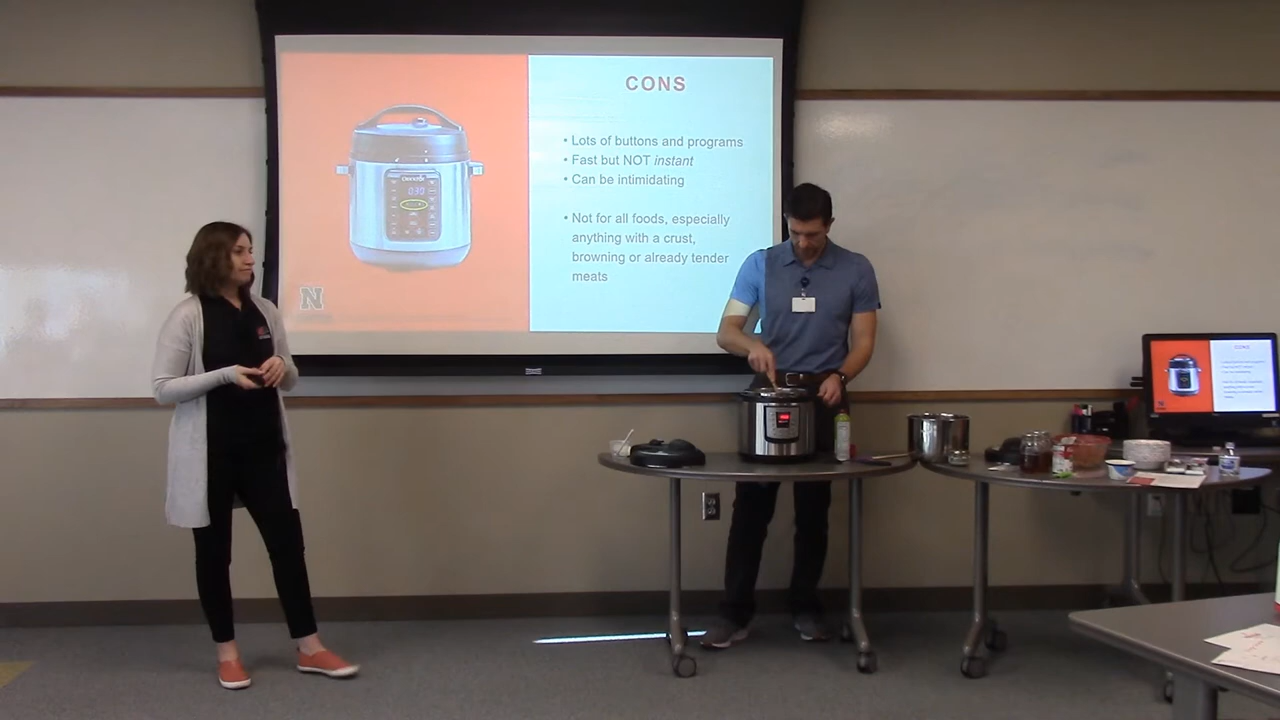 CONS
• Lots of buttons and programs
• Fast but NOT instant
• Can be intimidating
• Not for all foods, especially
anything with a crust,
browning or already tender
meats
N
CONS